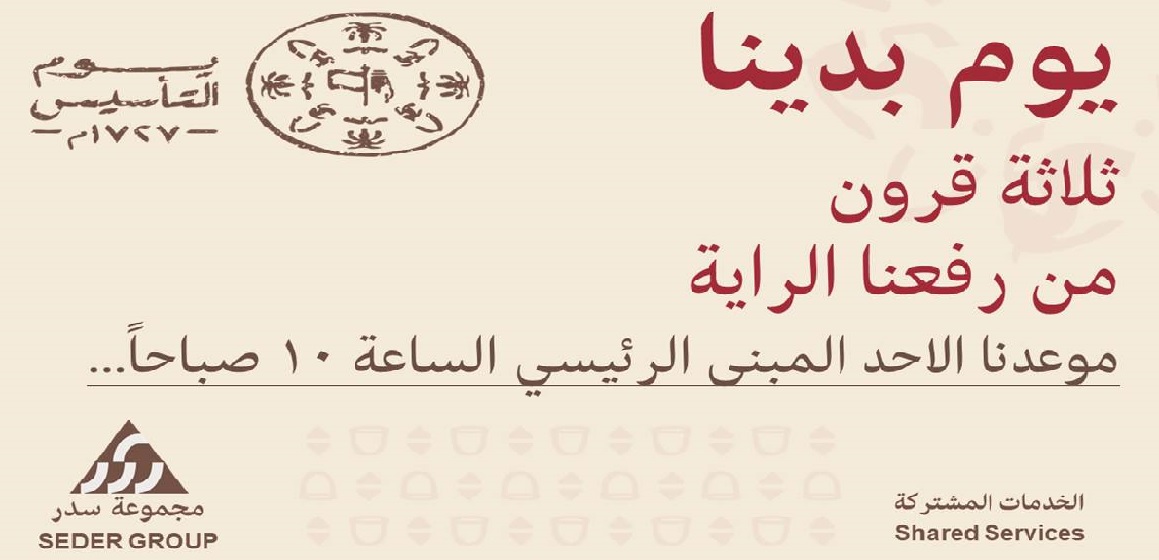 يوم بدينا
ثلاثة قرون
من رفعنا الراية
موعدنا الاحد المبنى الرئيسي الساعة ١٠ صباحاً...
يوم
التأسيس
١٧٢٧م
مجموعة سدر
SEDER GROUP
الخدمات المشتركة
Shared Services